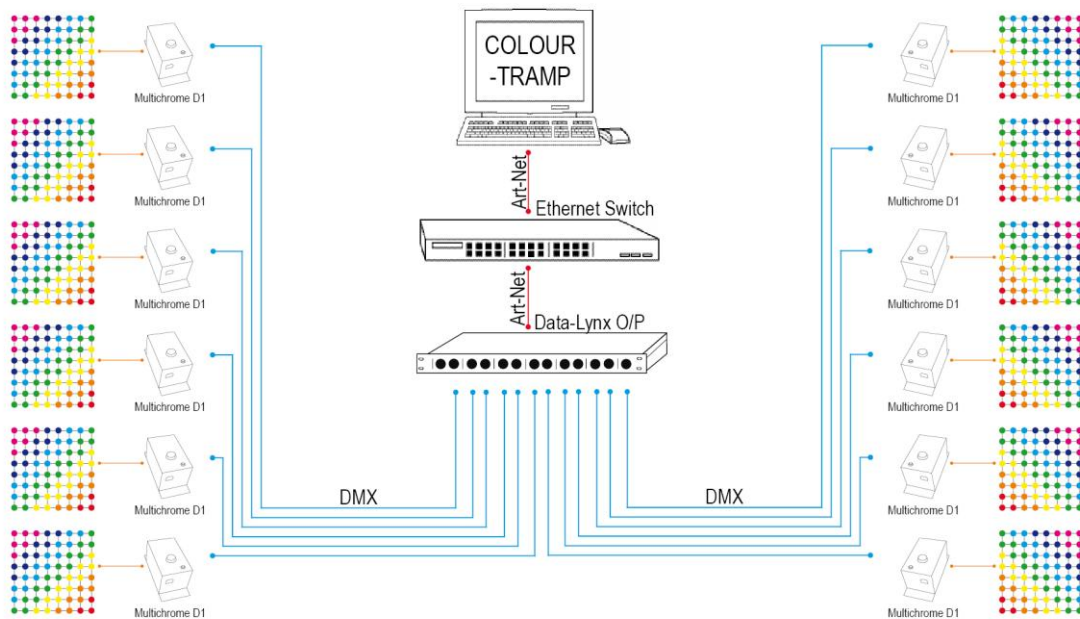 COLOUR
-TRAMP
Art-Net
Ethernet Switch
Art-Net
Data-Lynx O/P
DMX
DMX
Multichrome D1
Multichrome D1
Multichrome D1
Multichrome D1
Multichrome D1
Multichrome D1
Multichrome D1
Multichrome D1
Multichrome D1
Multichrome D1
Multichrome D1
Multichrome D1